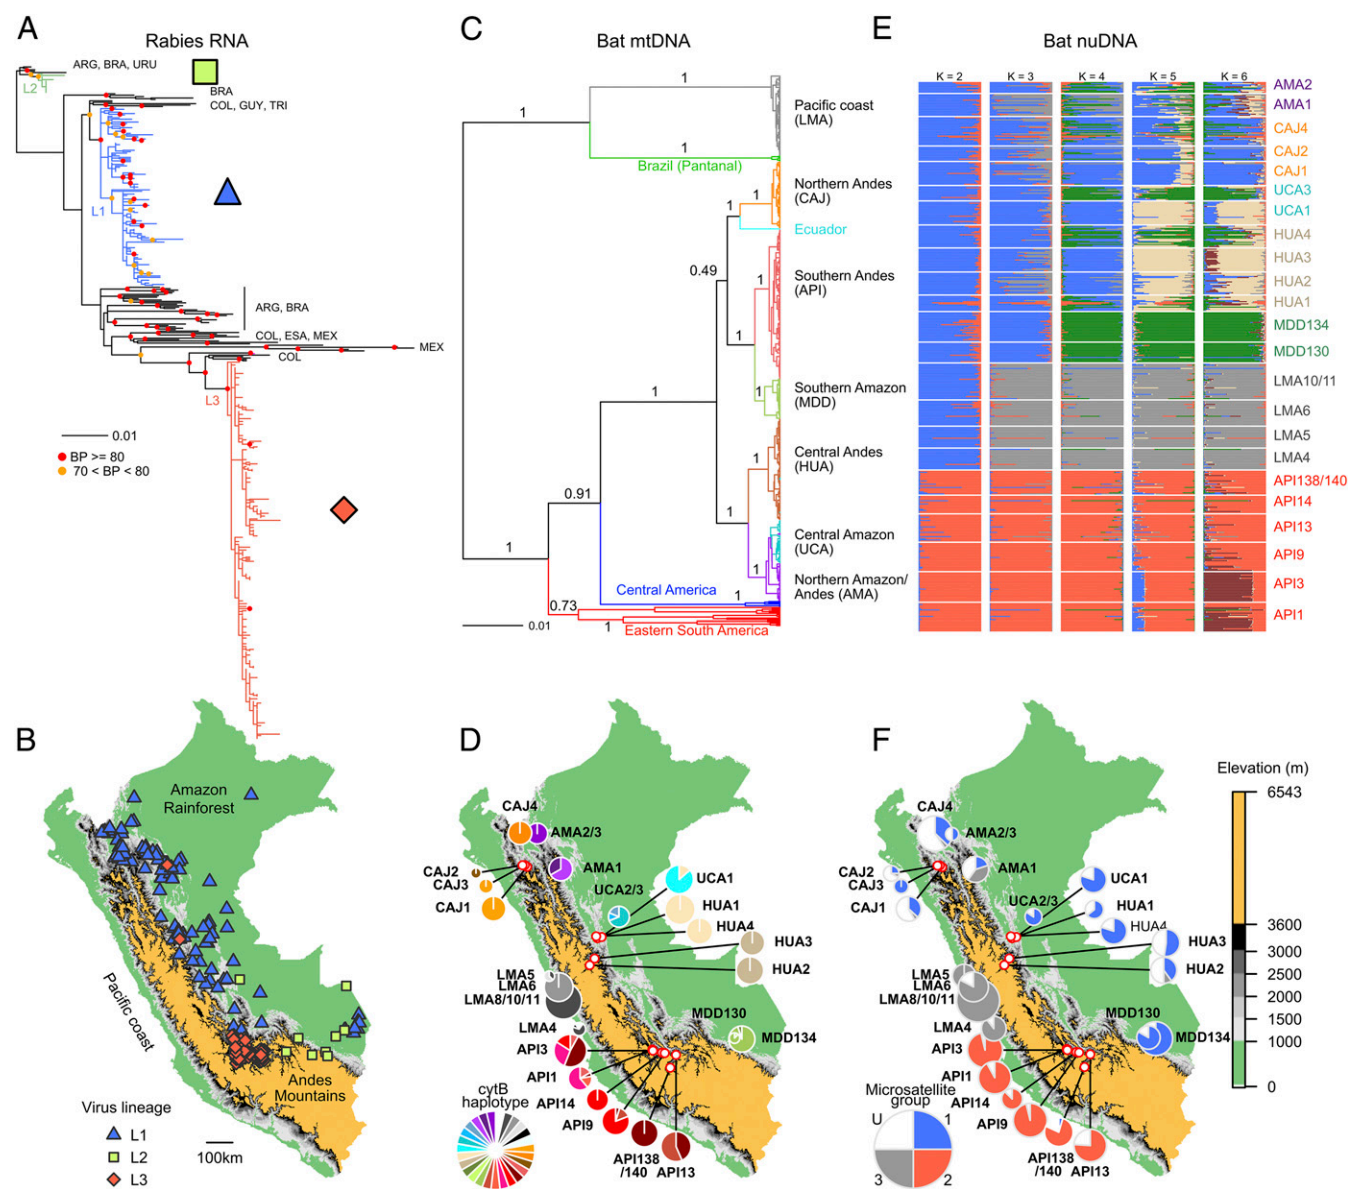 A
Rabies RNA
ARG, BRA, URU
L2
BRA
COL, GUY, TRI
L1
ARG, BRA
COL, ESA, MEX
MEX
COL
L3
0.01
BP >= 80
70 < BP < 80
C
Bat mtDNA
1
1
1
Pacific coast
(LMA)
Brazil (Pantanal)
Northern Andes
(CAJ)
1
1
Ecuador
0.49
1
Southern Andes
(API)
1
1
Southern Amazon
(MDD)
1
1
Central Andes
(HUA)
1
0.91
1
Central Amazon
(UCA)
1
Northern Amazon/
Andes (AMA)
Central America
1
0.73
0.01
1
Eastern South America
E
Bat nuDNA
K = 2
K = 3
K = 4
K = 5
K = 6
AMA2
AMA1
CAJ4
CAJ2
CAJ1
UCA3
UCA1
HUA4
HUA3
HUA2
HUA1
MDD134
MDD130
LMA10/11
LMA6
LMA5
LMA4
API138/140
API14
API13
API9
API3
API1
B
Amazon
Rainforest
Pacific coast
Andes
Mountains
Virus lineage
L1
L2
L3
100km
D
CAJ4
AMA2/3
CAJ2
CAJ3
CAJ1
AMA1
UCA2/3
UCA1
HUA1
HUA4
HUA3
HUA2
LMA5
LMA6
LMA8/10/11
LMA4
MDD130
MDD134
API3
API1
API14
API9
API138
/140
API13
cytB
haplotype
F
CAJ4
AMA2/3
CAJ2
CAJ3
CAJ1
AMA1
UCA2/3
UCA1
HUA1
HUA4
HUA3
HUA2
LMA5
LMA6
LMA8/10/11
LMA4
MDD130
MDD134
API3
API1
API14
API9
API138
/140
API13
Microsatellite
group
U
1
3
2
Elevation (m)
6543
3600
3000
2500
1500
1000
0